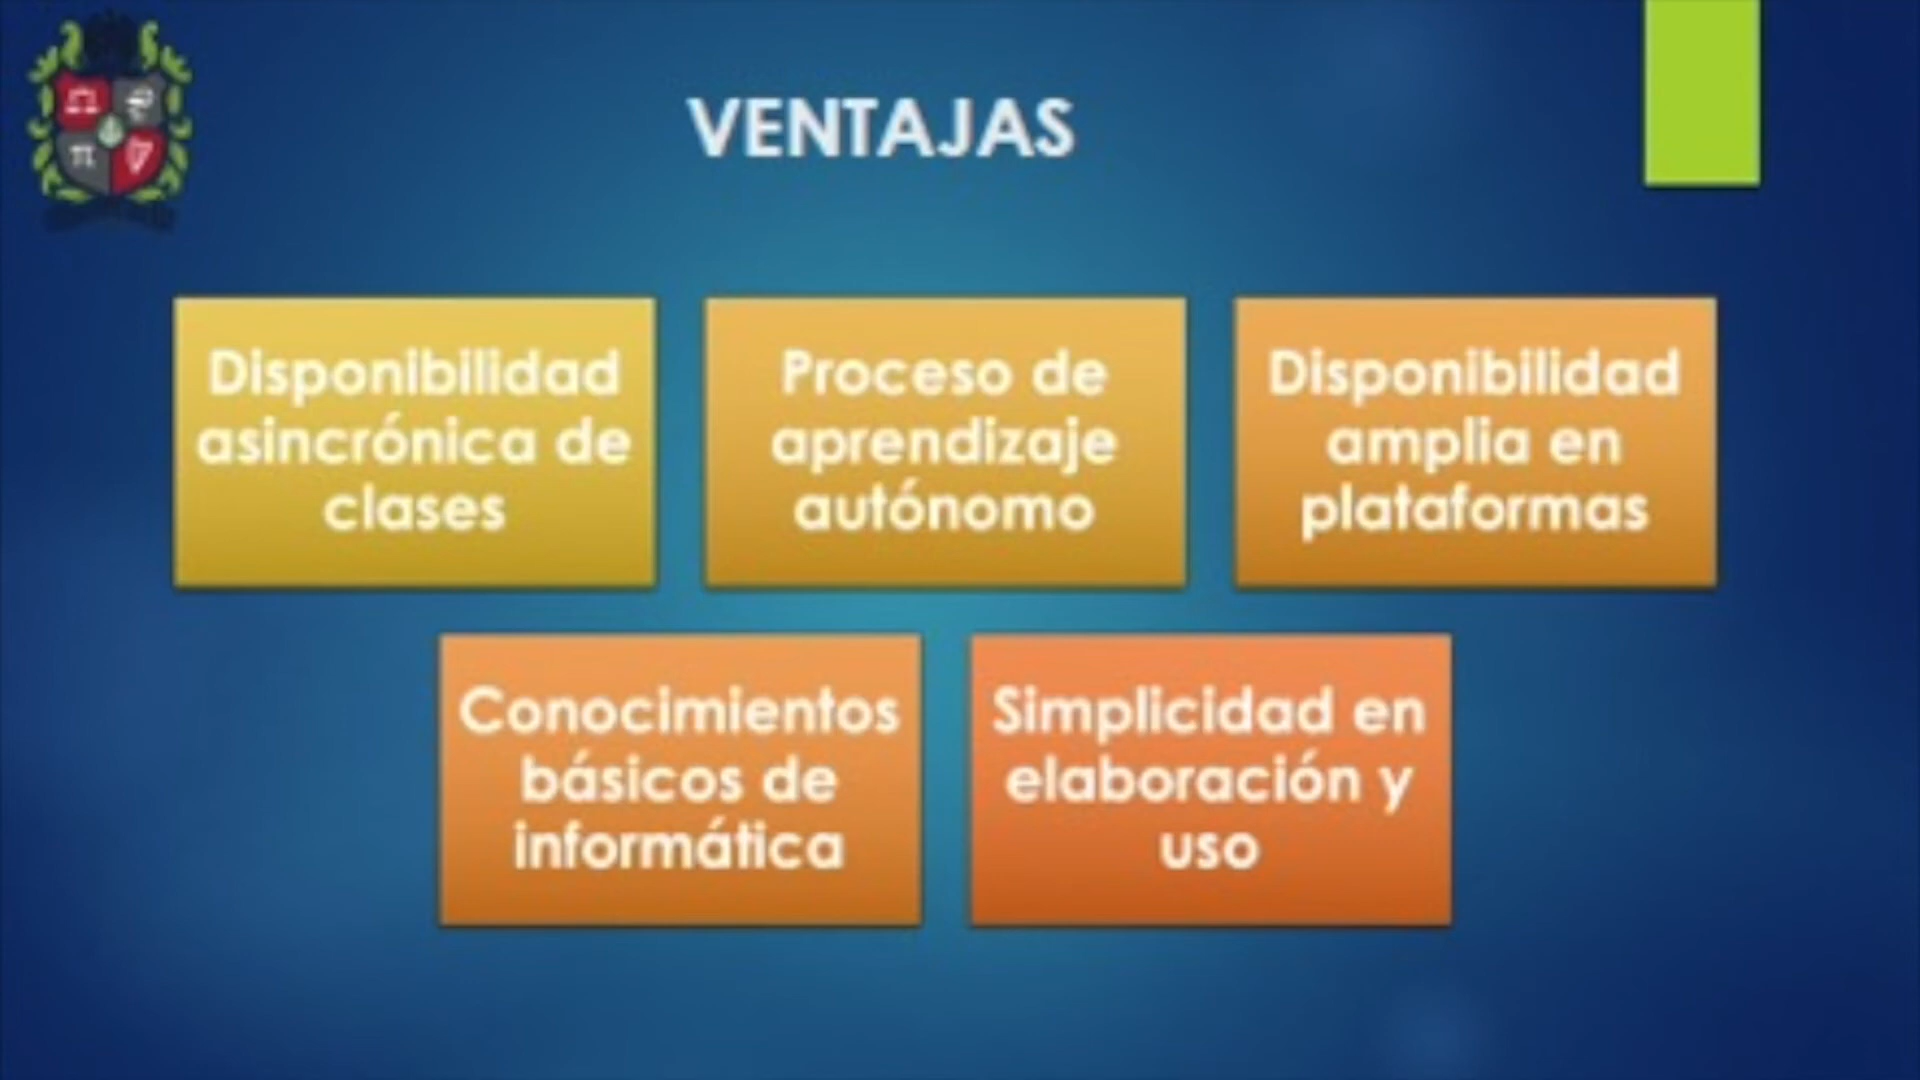 VENTAJAS
Disponibilidad
asincrónica de
clases
Proceso de
aprendizaje
autónomo
Disponibilidad
amplia en
plataformas
Conocimientos
básicos de
informática
Simplicidad en
elaboración y
uso